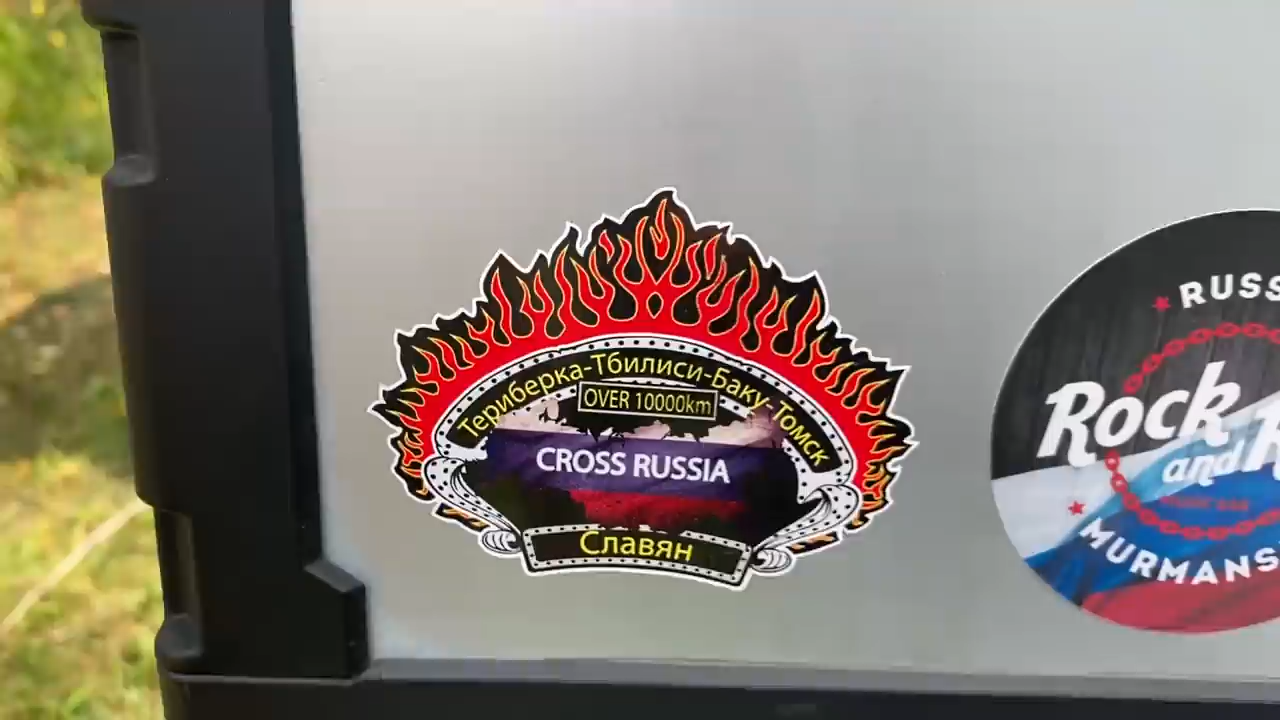 Териберка-Тбилиси-Баку-Томск
OVER 10000km
CROSS RUSSIA
Славян
RUSS
Rock
and R
MURMANS